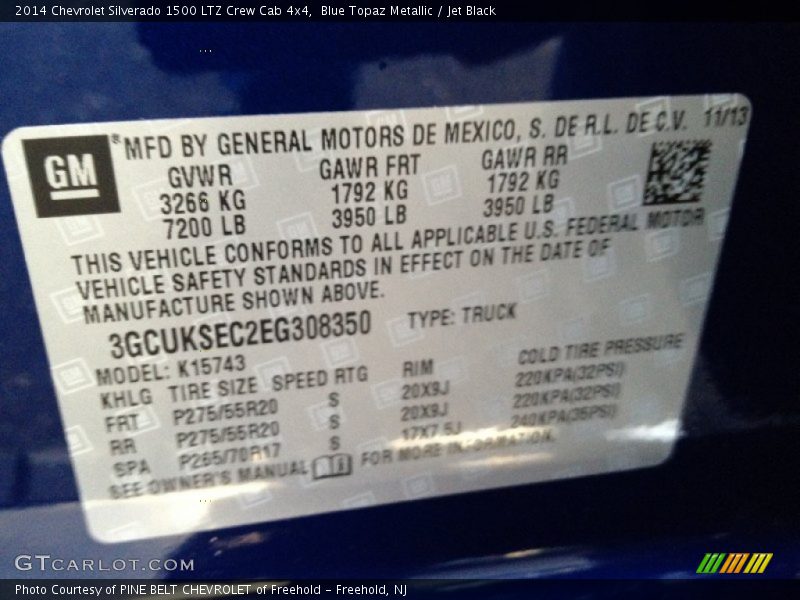 2014 Chevrolet Silverado 1500 LTZ Crew Cab 4x4,  Blue Topaz Metallic / Jet Black
GM
® MFD BY GENERAL MOTORS DE MEXICO, S. DE R.L. DE C.V. 11/13
GVWR GAWR FRT GAWR RR
3266 KG 1792 KG 1792 KG
7200 LB 3950 LB 3950 LB
THIS VEHICLE CONFORMS TO ALL APPLICABLE U.S. FEDERAL MOTOR
VEHICLE SAFETY STANDARDS IN EFFECT ON THE DATE OF
MANUFACTURE SHOWN ABOVE.
3GCUKSEC2EG308350 TYPE: TRUCK
MODEL: K15743
KHLG TIRE SIZE SPEED RTG RIM COLD TIRE PRESSURE
FRT P275/55R20 S 20X9J 220KPA(32PSI)
RR P275/55R20 S 20X9J 220KPA(32PSI)
SPA P265/70R17 S 17X7.5J 240KPA(35PSI)
SEE OWNER'S MANUAL FOR MORE INFORMATION.
GTCARLOT.COM
Photo Courtesy of PINE BELT CHEVROLET of Freehold - Freehold, NJ